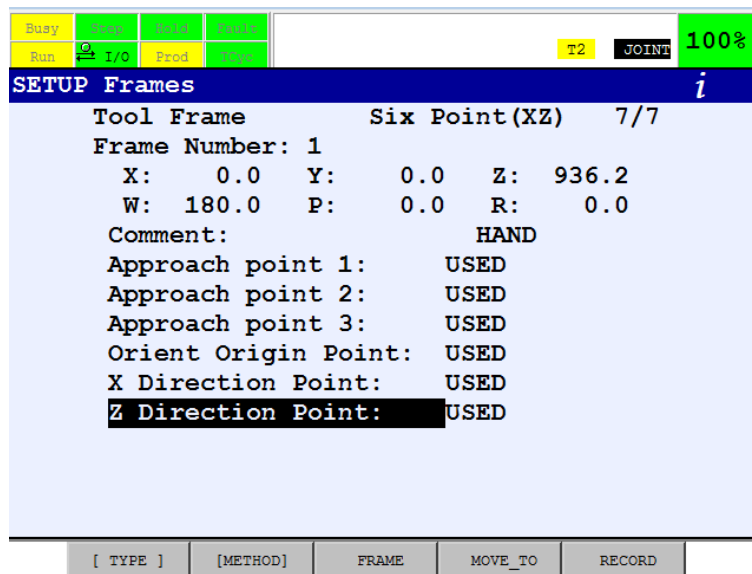 Busy Step Hold Fault
Run I/O Prod TCyc T2 JOINT 100%
SETUP Frames i
Tool Frame Six Point(XZ) 7/7
Frame Number: 1
X: 0.0 Y: 0.0 Z: 936.2
W: 180.0 P: 0.0 R: 0.0
Comment: HAND
Approach point 1: USED
Approach point 2: USED
Approach point 3: USED
Orient Origin Point: USED
X Direction Point: USED
Z Direction Point: USED
[ TYPE ] [METHOD] FRAME MOVE_TO RECORD